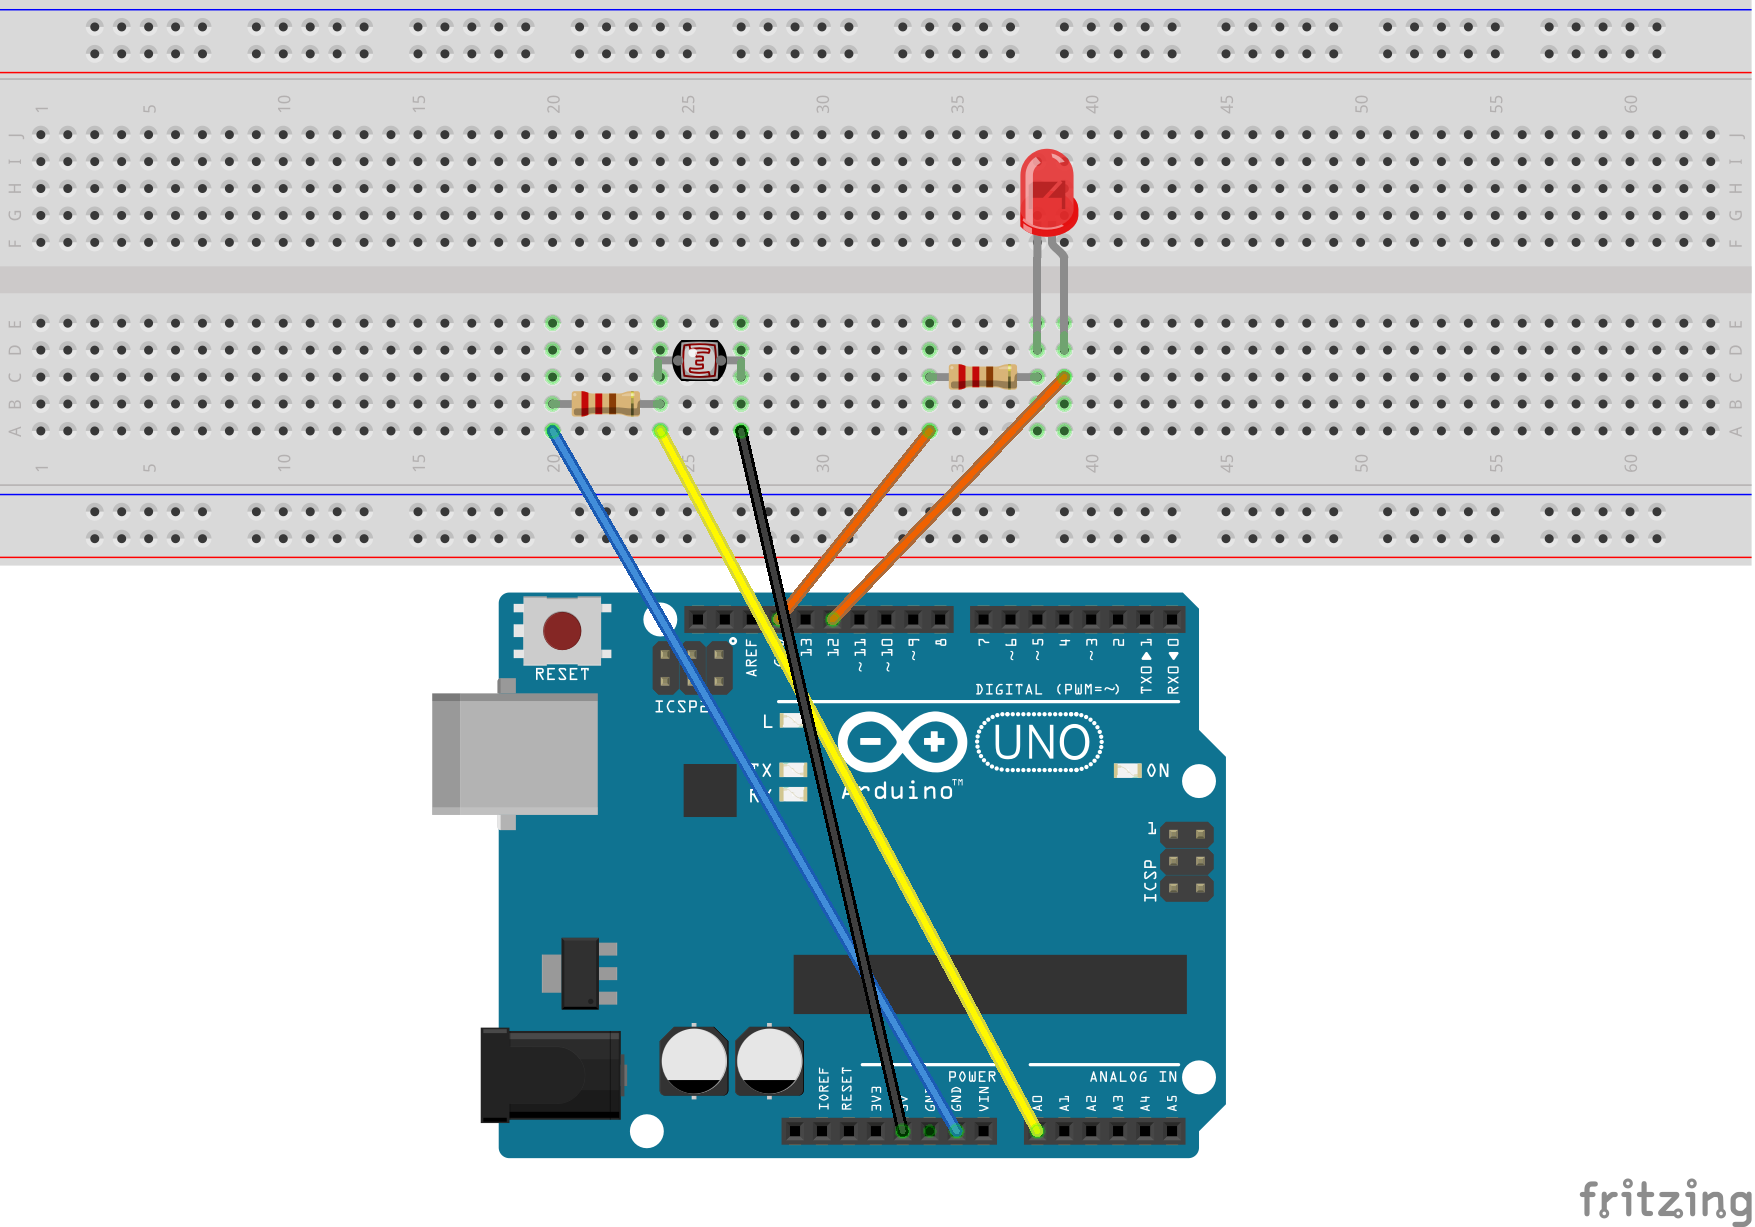 1 5 10 15 20 25 30 35 40 45 50 55 60
J J
I I
H H
G G
F F
E E
D D
C C
B B
A A
1 5 10 15 20 25 30 35 40 45 50 55 60
RESET
ICSP2
AREF
13
12
~11
~10
~9
8
7
~6
~5
4
~3
2
TX0▶1
RX0◀0
DIGITAL (PWM=~)
L
TX
RX
UNO
Arduino™
ON
1
ICSP
POWER
ANALOG IN
IOREF
RESET
3V3
5V
GND
GND
VIN
A0
A1
A2
A3
A4
A5
fritzing